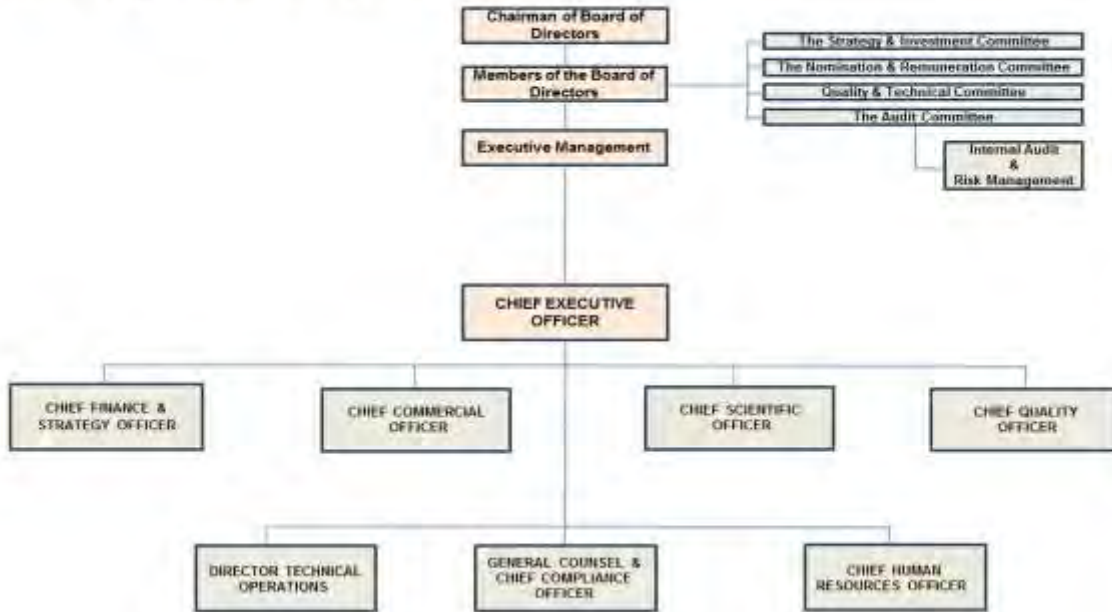 Chairman of Board of
Directors
Members of the Board of
Directors
The Strategy & Investment Committee
The Nomination & Remuneration Committee
Quality & Technical Committee
The Audit Committee
Executive Management
Internal Audit
&
Risk Management
CHIEF EXECUTIVE
OFFICER
CHIEF FINANCE &
STRATEGY OFFICER
CHIEF COMMERCIAL
OFFICER
CHIEF SCIENTIFIC
OFFICER
CHIEF QUALITY
OFFICER
DIRECTOR TECHNICAL
OPERATIONS
GENERAL COUNSEL &
CHIEF COMPLIANCE
OFFICER
CHIEF HUMAN
RESOURCES OFFICER